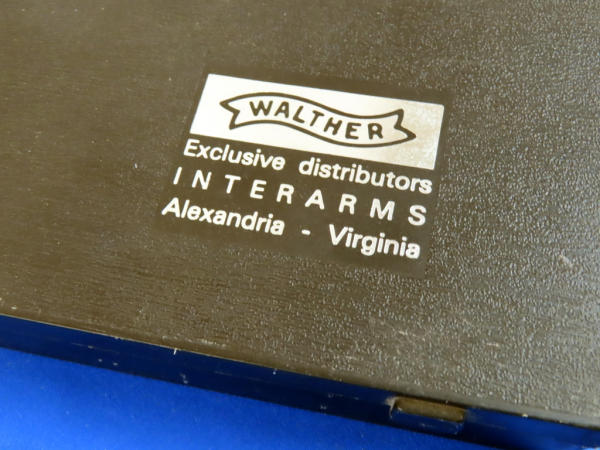 WALTHER
Exclusive distributors
INTERARMS
Alexandria - Virginia